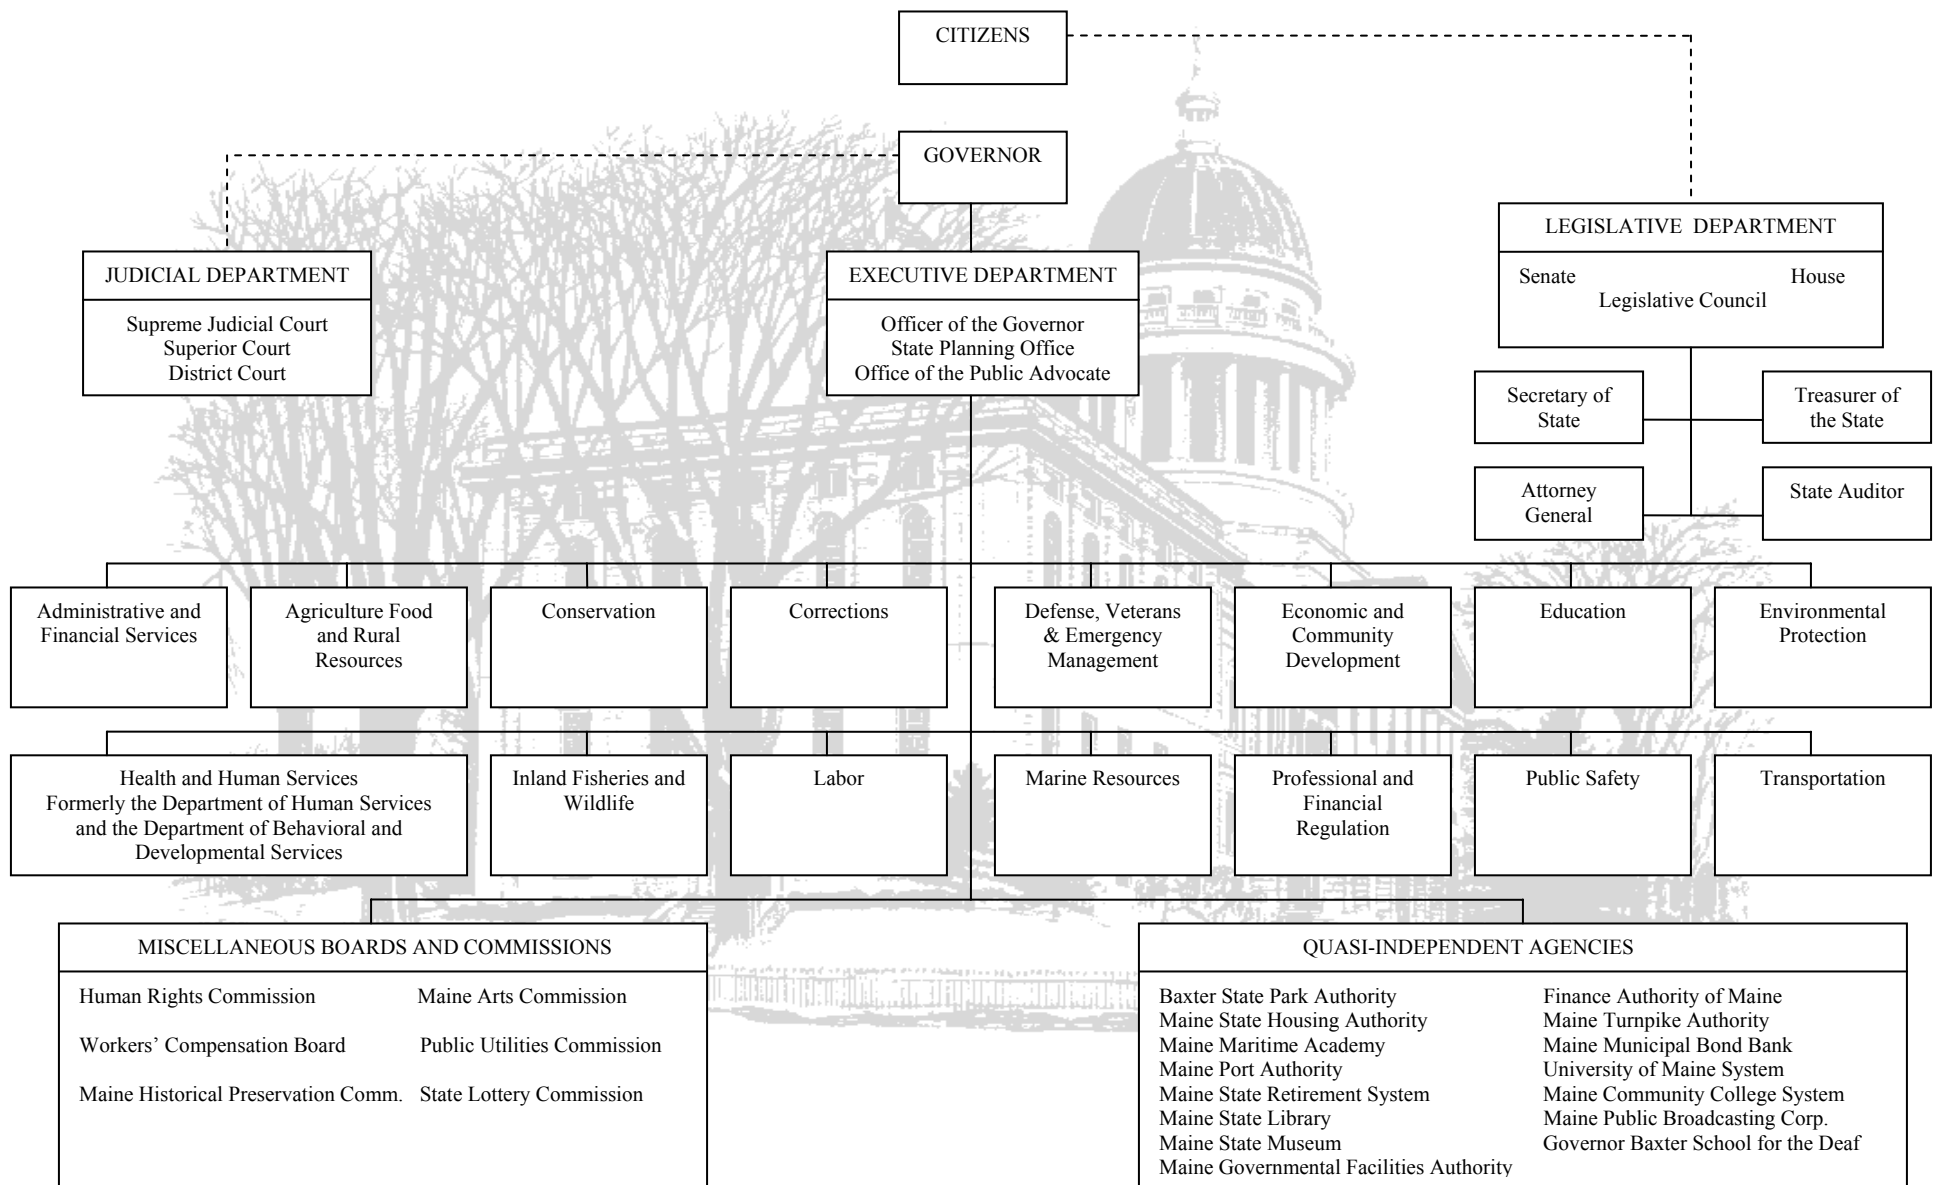 CITIZENS
GOVERNOR
JUDICIAL DEPARTMENT
Supreme Judicial Court
Superior Court
District Court
EXECUTIVE DEPARTMENT
Officer of the Governor
State Planning Office
Office of the Public Advocate
LEGISLATIVE DEPARTMENT
Senate House
Legislative Council
Secretary of
State
Treasurer of
the State
Attorney
General
State Auditor
Administrative and
Financial Services
Agriculture Food
and Rural
Resources
Conservation
Corrections
Defense, Veterans
& Emergency
Management
Economic and
Community
Development
Education
Environmental
Protection
Health and Human Services
Formerly the Department of Human Services
and the Department of Behavioral and
Developmental Services
Inland Fisheries and
Wildlife
Labor
Marine Resources
Professional and
Financial
Regulation
Public Safety
Transportation
MISCELLANEOUS BOARDS AND COMMISSIONS
Human Rights Commission Maine Arts Commission
Workers’ Compensation Board Public Utilities Commission
Maine Historical Preservation Comm. State Lottery Commission
QUASI-INDEPENDENT AGENCIES
Baxter State Park Authority Finance Authority of Maine
Maine State Housing Authority Maine Turnpike Authority
Maine Maritime Academy Maine Municipal Bond Bank
Maine Port Authority University of Maine System
Maine State Retirement System Maine Community College System
Maine State Library Maine Public Broadcasting Corp.
Maine State Museum Governor Baxter School for the Deaf
Maine Governmental Facilities Authority